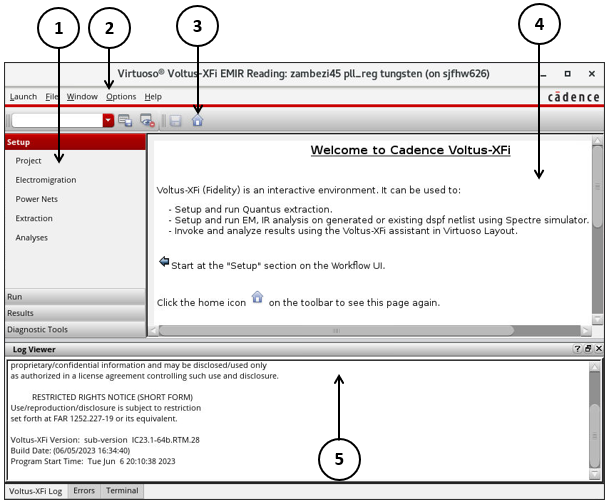 1
2
3
4
Virtuoso® Voltus-XFi EMIR Reading: zambezi45 pll_reg tungsten (on sjfhw626)
Launch File Window Options Help
cādence
Setup
Project
Electromigration
Power Nets
Extraction
Analyses
Run
Results
Diagnostic Tools
Welcome to Cadence Voltus-XFi
Voltus-XFi (Fidelity) is an interactive environment. It can be used to:
- Setup and run Quantus extraction.
- Setup and run EM, IR analysis on generated or existing dspf netlist using Spectre simulator.
- Invoke and analyze results using the Voltus-XFi assistant in Virtuoso Layout.
Start at the "Setup" section on the Workflow UI.
Click the home icon on the toolbar to see this page again.
Log Viewer
proprietary/confidential information and may be disclosed/used only
as authorized in a license agreement controlling such use and disclosure.
RESTRICTED RIGHTS NOTICE (SHORT FORM)
Use/reproduction/disclosure is subject to restriction
set forth at FAR 1252.227-19 or its equivalent.
Voltus-XFi Version: sub-version IC23.1-64b.RTM.28
Build Date: (06/05/2023 16:34:40)
Program Start Time: Tue Jun 6 20:10:38 2023
5
Voltus-XFi Log Errors Terminal